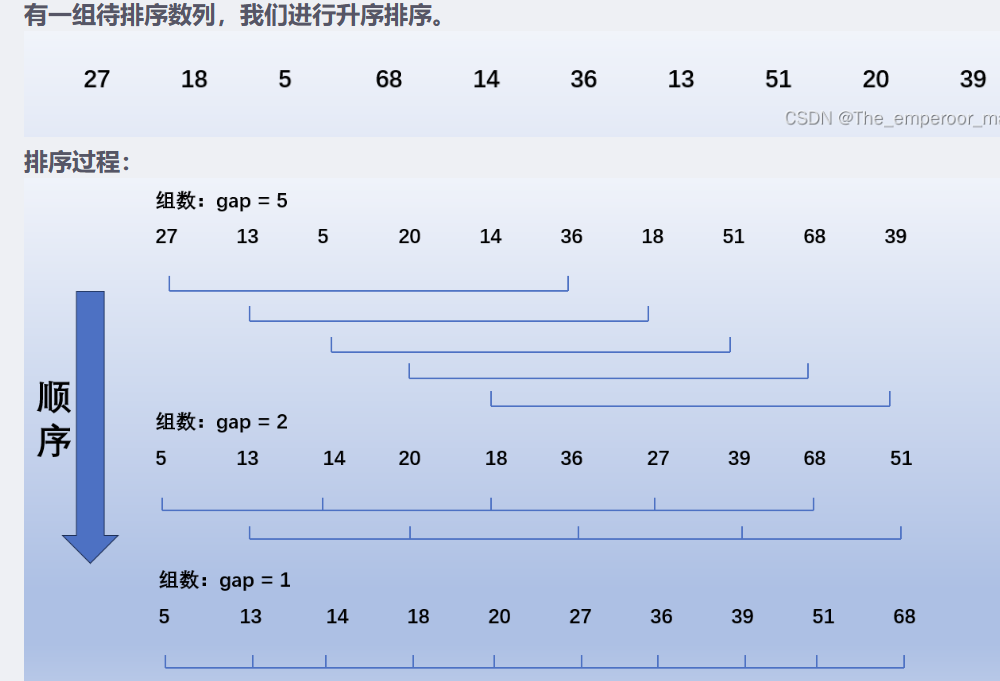 有一组待排序数列，我们进行升序排序。
27 18 5 68 14 36 13 51 20 39
CSDN @The_emperoor_ma
排序过程：
组数：gap = 5
27 13 5 20 14 36 18 51 68 39
顺序
组数：gap = 2
5 13 14 20 18 36 27 39 68 51
组数：gap = 1
5 13 14 18 20 27 36 39 51 68